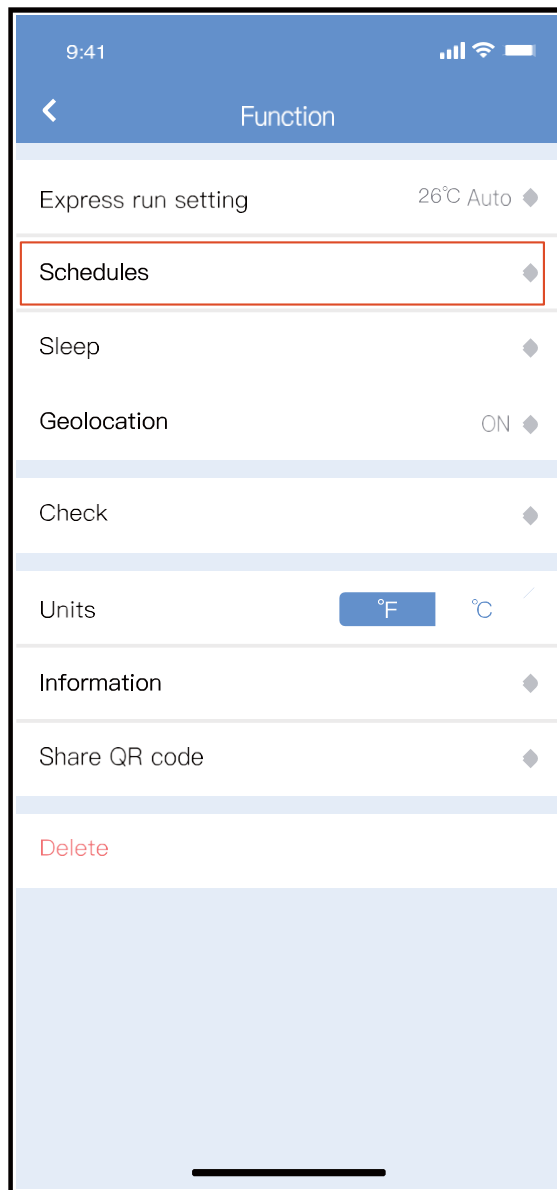 9:41
Function
Express run setting 26°C Auto
Schedules
Sleep
Geolocation ON
Check
Units °F °C
Information
Share QR code
Delete